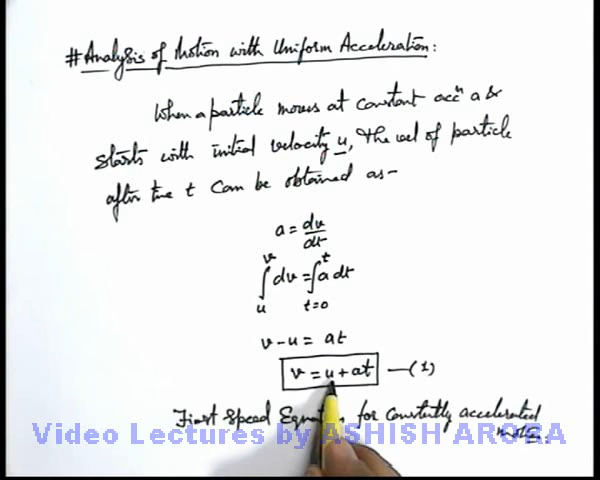 # Analysis of Motion with Uniform Acceleration :
When a particle moves at constant accⁿ a &
starts with initial velocity u, the vel of particle
after time t can be obtained as -
a = dv/dt
∫ᵤᵛ dv = ∫ₜ₌₀ᵗ a dt
v - u = at
v = u + at —(1)
First Speed Equation for constantly accelerated
motion.
Video Lectures by ASHISH ARORA